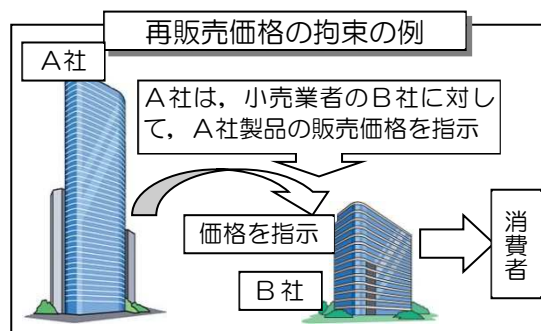 再販売価格の拘束の例
A社
A社は，小売業者のB社に対し
て，A社製品の販売価格を指示
価格を指示
B社
消費者